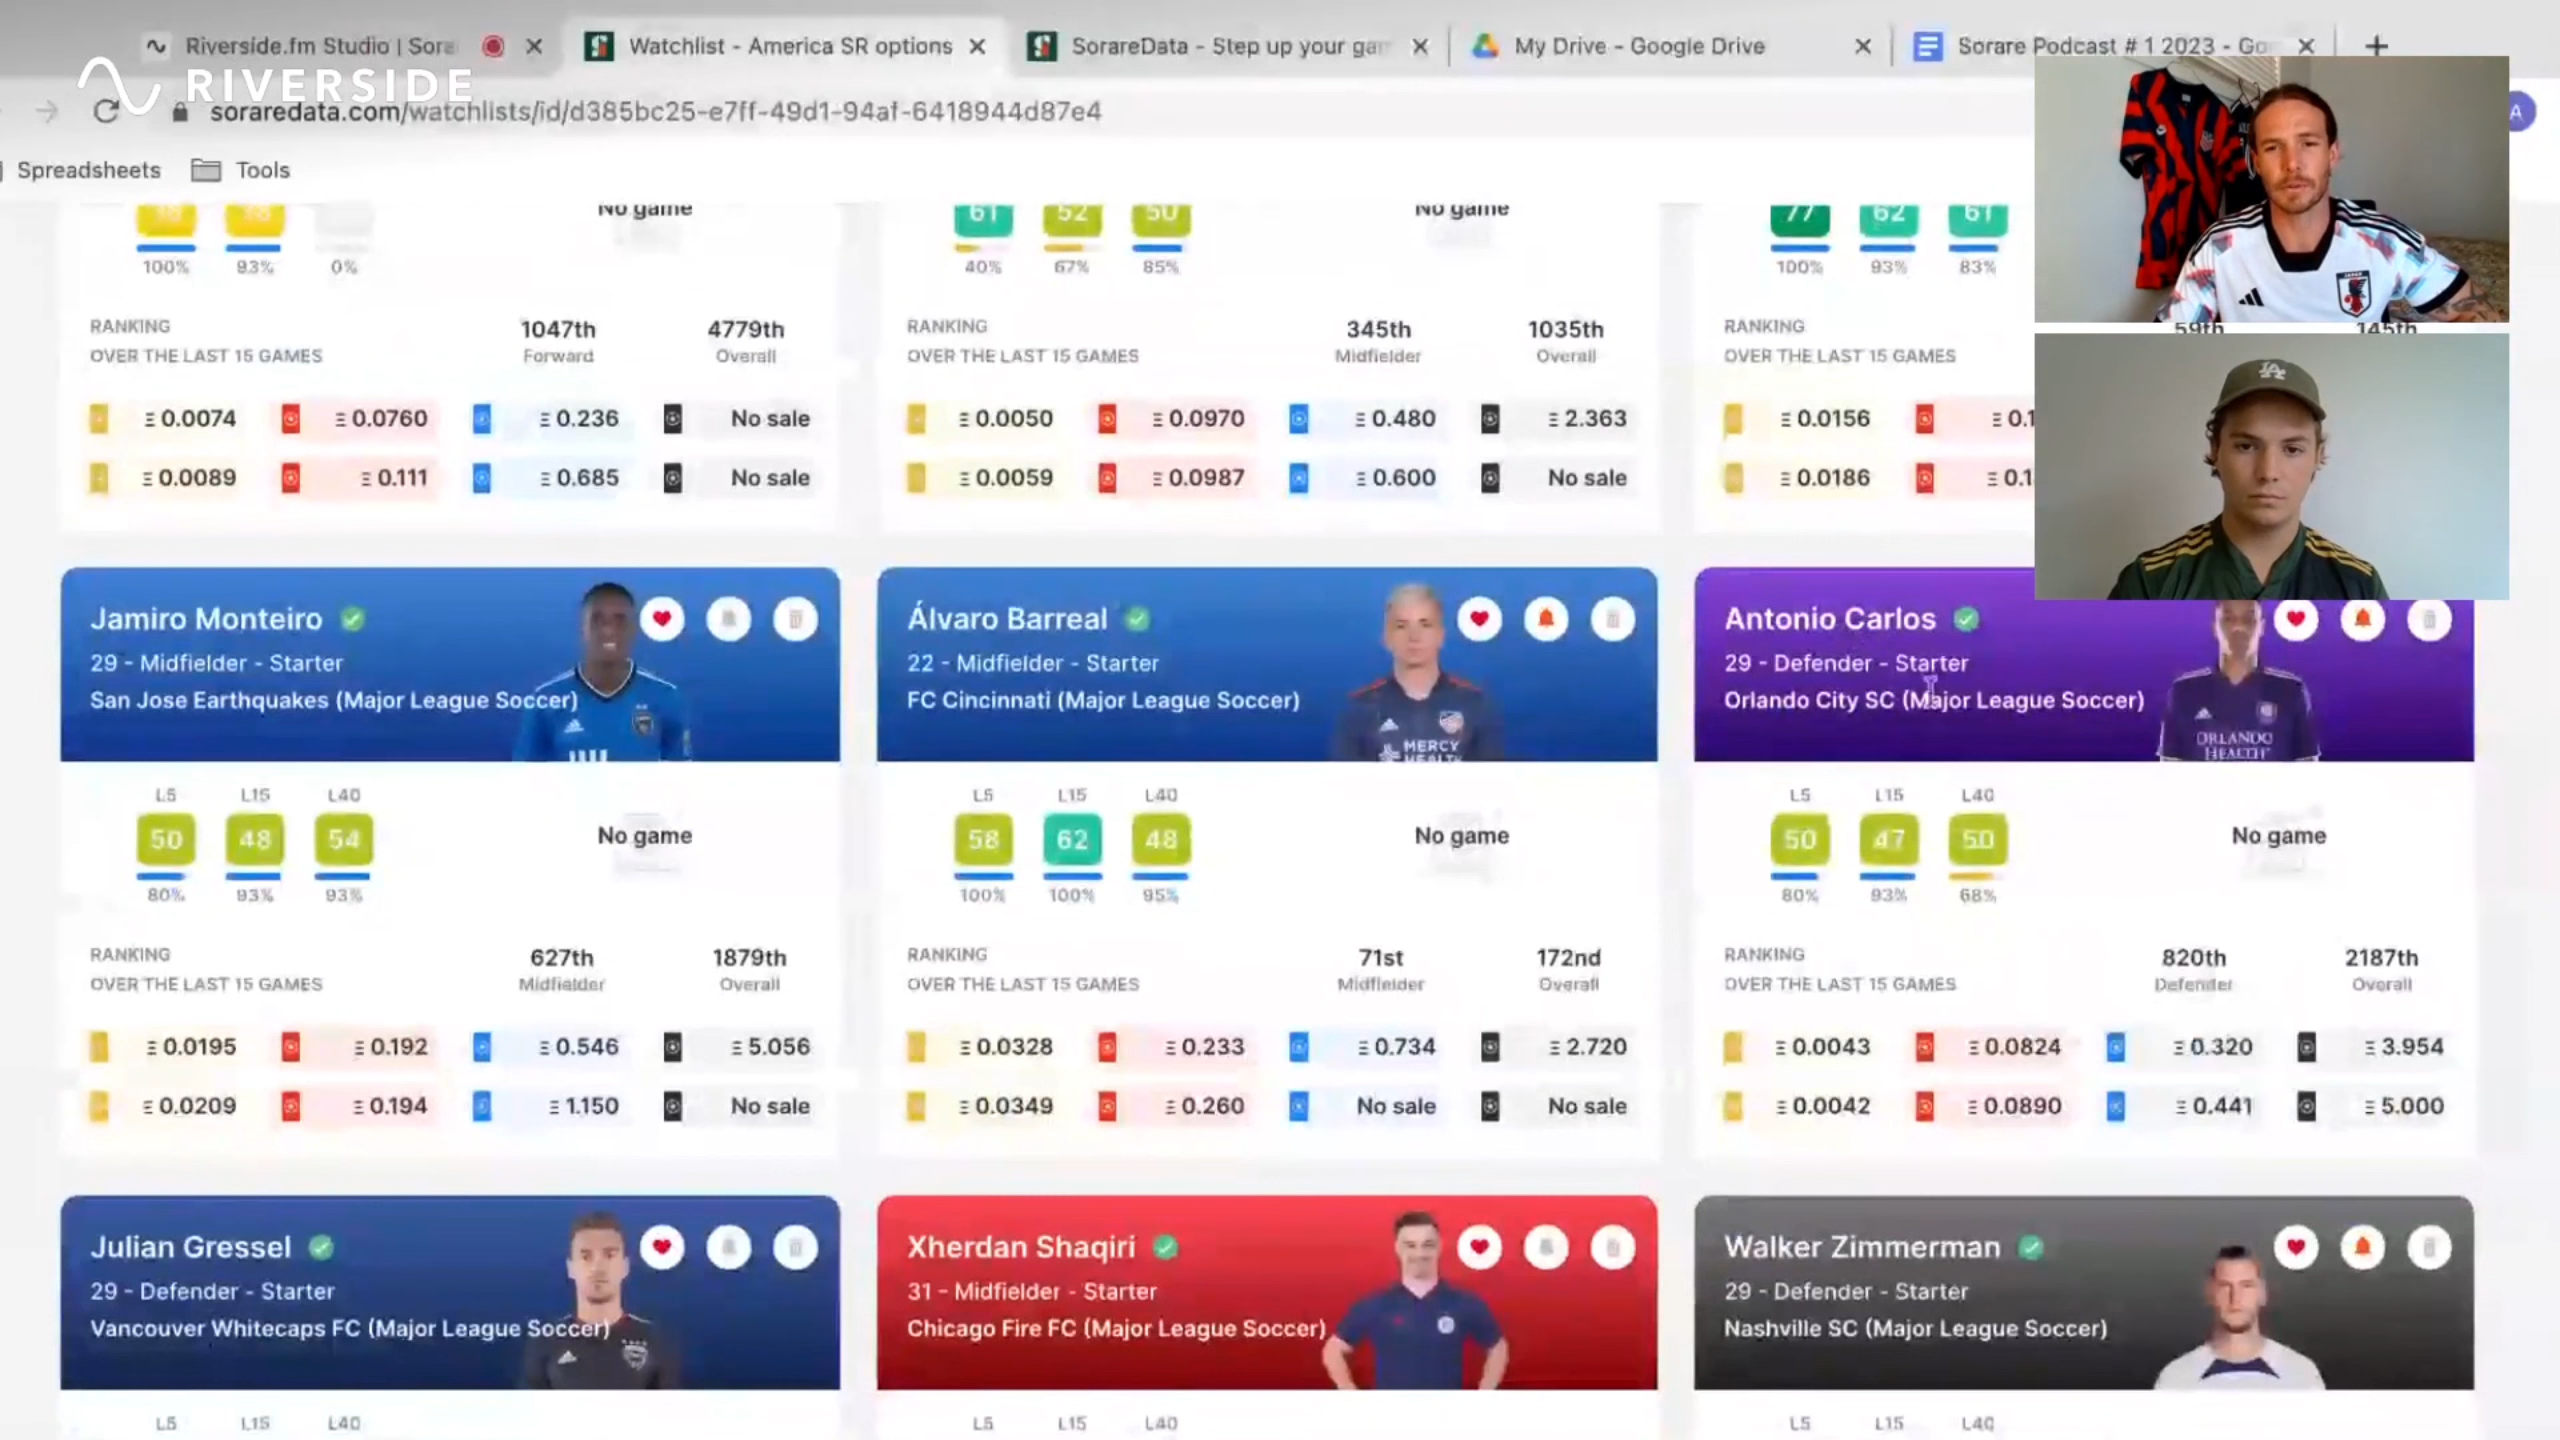 Riverside.fm Studio | Sora
Watchlist - America SR options
SorareData - Step up your gam
My Drive - Google Drive
Sorare Podcast # 1 2023 - Go
RIVERSIDE
soraredata.com/watchlists/id/d385bc25-e7ff-49d1-94af-6418944d87e4
A
Spreadsheets
Tools
No game
61 52 50
No game
77 62 61
100% 93% 0%
40% 67% 85%
100% 93% 83%
RANKING
OVER THE LAST 15 GAMES
1047th Forward
4779th Overall
RANKING
OVER THE LAST 15 GAMES
345th Midfielder
1035th Overall
RANKING
OVER THE LAST 15 GAMES
59th
145th
0.0074 0.0760 0.236 No sale
0.0089 0.111 0.685 No sale
0.0050 0.0970 0.480 2.363
0.0059 0.0987 0.600 No sale
0.0156 0.1
0.0186 0.1
LA
Jamiro Monteiro
29 - Midfielder - Starter
San Jose Earthquakes (Major League Soccer)
L5 L15 L40
50 48 54
No game
80% 93% 93%
RANKING
OVER THE LAST 15 GAMES
627th Midfielder
1879th Overall
0.0195 0.192 0.546 5.056
0.0209 0.194 1.150 No sale
Álvaro Barreal
22 - Midfielder - Starter
FC Cincinnati (Major League Soccer)
MERCY
HEALTH
L5 L15 L40
58 62 48
No game
100% 100% 95%
RANKING
OVER THE LAST 15 GAMES
71st Midfielder
172nd Overall
0.0328 0.233 0.734 2.720
0.0349 0.260 No sale No sale
Antonio Carlos
29 - Defender - Starter
Orlando City SC (Major League Soccer)
ORLANDO
HEALTH
L5 L15 L40
50 47 50
No game
80% 93% 68%
RANKING
OVER THE LAST 15 GAMES
820th Defender
2187th Overall
0.0043 0.0824 0.320 3.954
0.0042 0.0890 0.441 5.000
Julian Gressel
29 - Defender - Starter
Vancouver Whitecaps FC (Major League Soccer)
L5 L15 L40
Xherdan Shaqiri
31 - Midfielder - Starter
Chicago Fire FC (Major League Soccer)
L5 L15 L40
Walker Zimmerman
29 - Defender - Starter
Nashville SC (Major League Soccer)
L5 L15 L40